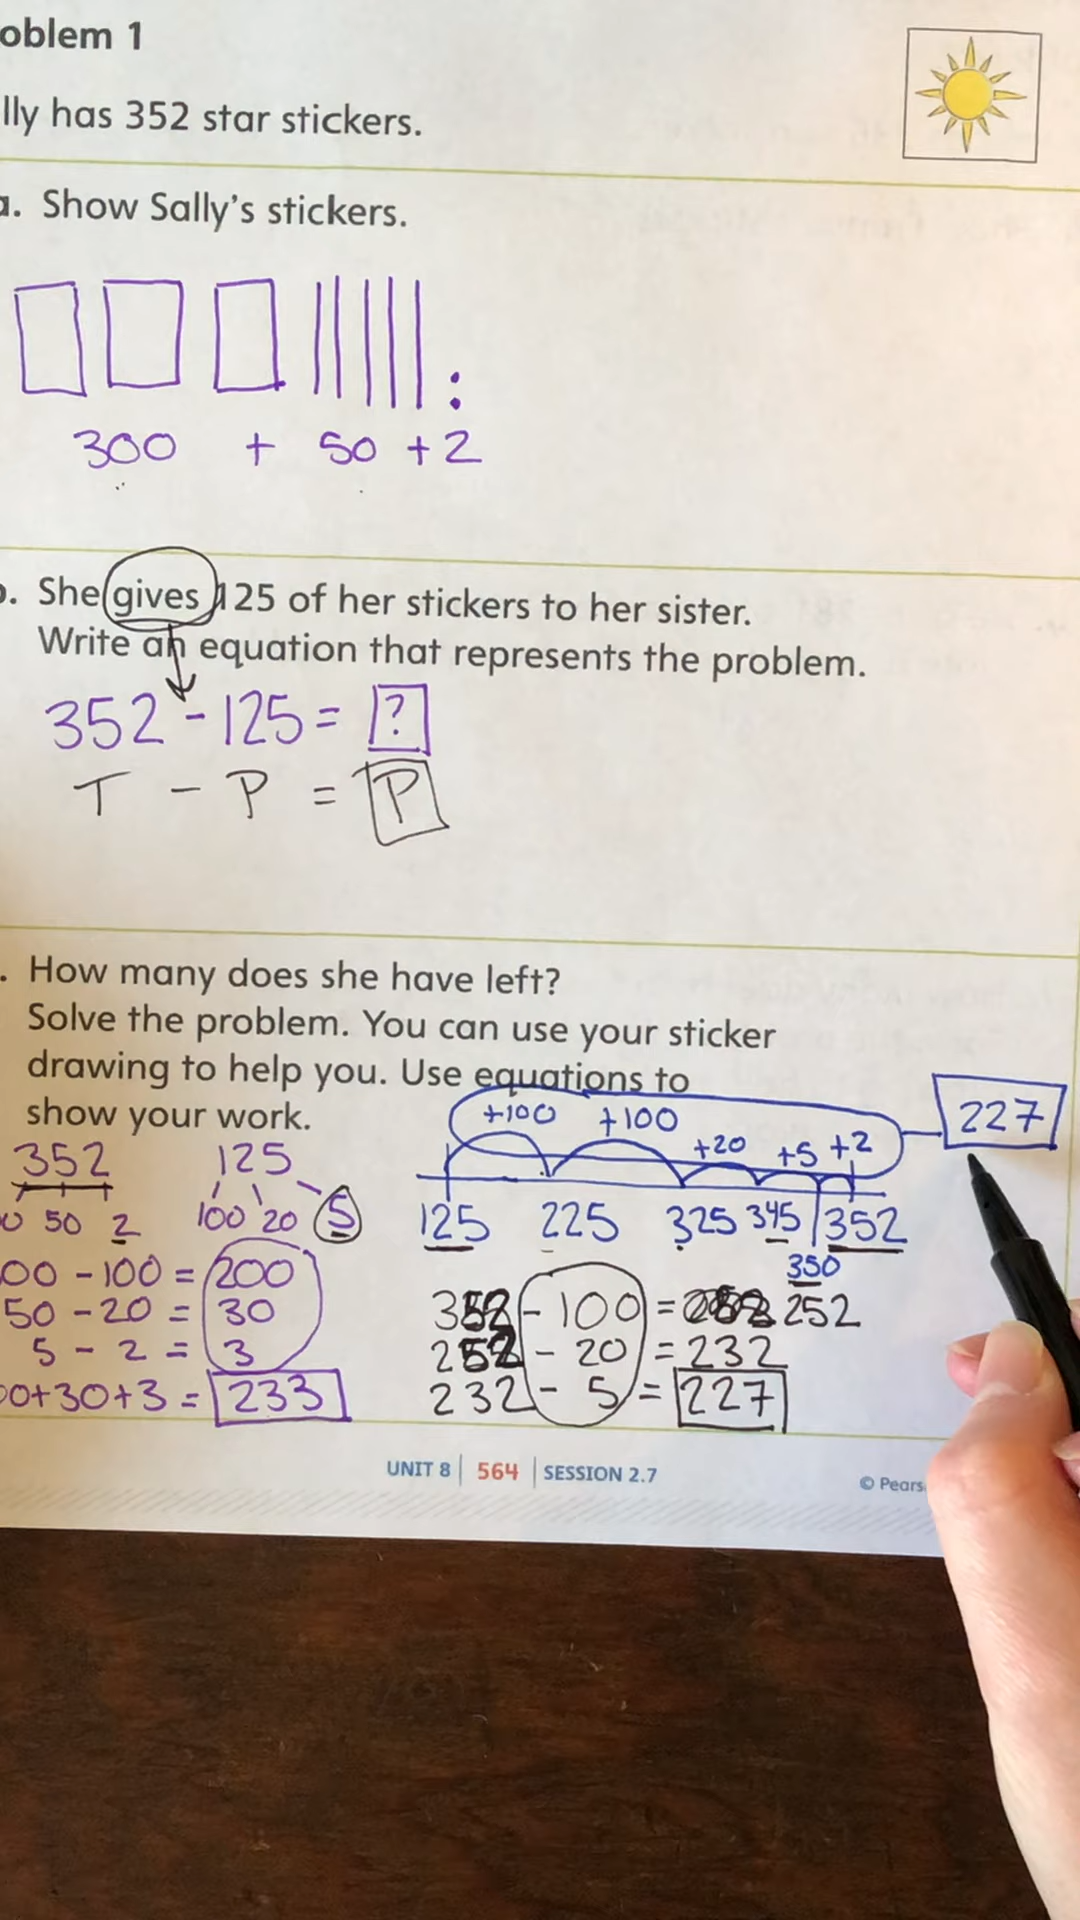 oblem 1
lly has 352 star stickers.
a. Show Sally's stickers.
300 + 50 + 2
b. She gives 125 of her stickers to her sister.
Write an equation that represents the problem.
352 - 125 = ?
T - P = P
. How many does she have left?
Solve the problem. You can use your sticker
drawing to help you. Use equations to
show your work.
+100 +100 +20 +5 +2
227
125 225 325 345 352
350
352 125
0 50 2 100 20 5
00 - 100 = 200
50 - 20 = 30
5 - 2 = 3
00+30+3 = 233
352 - 100 = 252
252 - 20 = 232
232 - 5 = 227
UNIT 8 | 564 | SESSION 2.7
© Pears